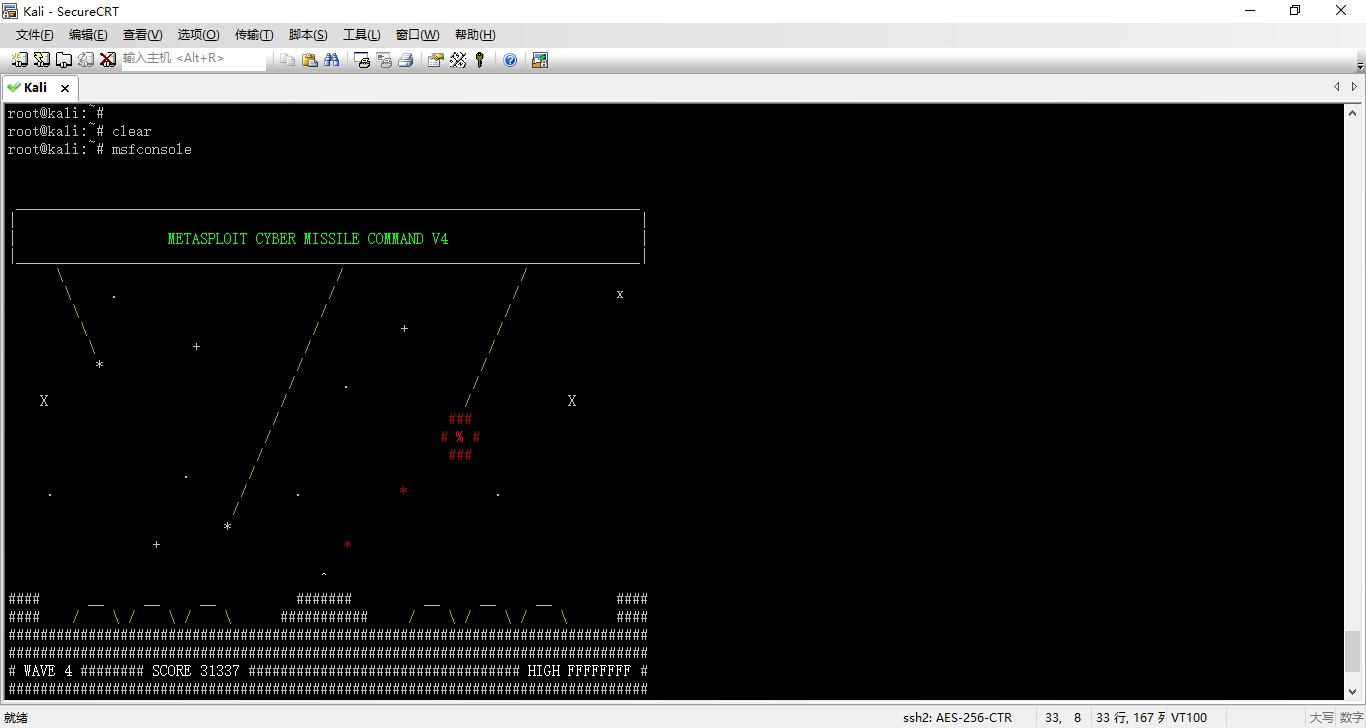 Kali - SecureCRT
文件(F) 编辑(E) 查看(V) 选项(O) 传输(T) 脚本(S) 工具(L) 窗口(W) 帮助(H)
输入主机 <Alt+R>
Kali
root@kali:~#
root@kali:~# clear
root@kali:~# msfconsole
METASPLOIT CYBER MISSILE COMMAND V4
# WAVE 4 ######## SCORE 31337 ################################## HIGH FFFFFFFF #
就绪 ssh2: AES-256-CTR 33, 8 33 行, 167 列 VT100 大写 数字